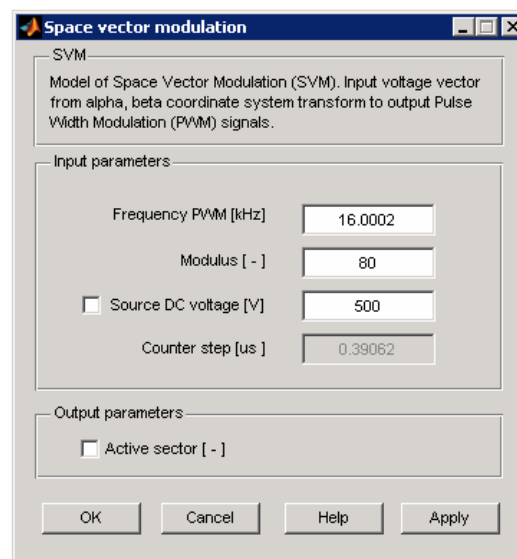 Space vector modulation
SVM
Model of Space Vector Modulation (SVM). Input voltage vector
from alpha, beta coordinate system transform to output Pulse
Width Modulation (PWM) signals.
Input parameters
Frequency PWM [kHz] 16.0002
Modulus [ - ] 80
Source DC voltage [V] 500
Counter step [us ] 0.39062
Output parameters
Active sector [ - ]
OK Cancel Help Apply